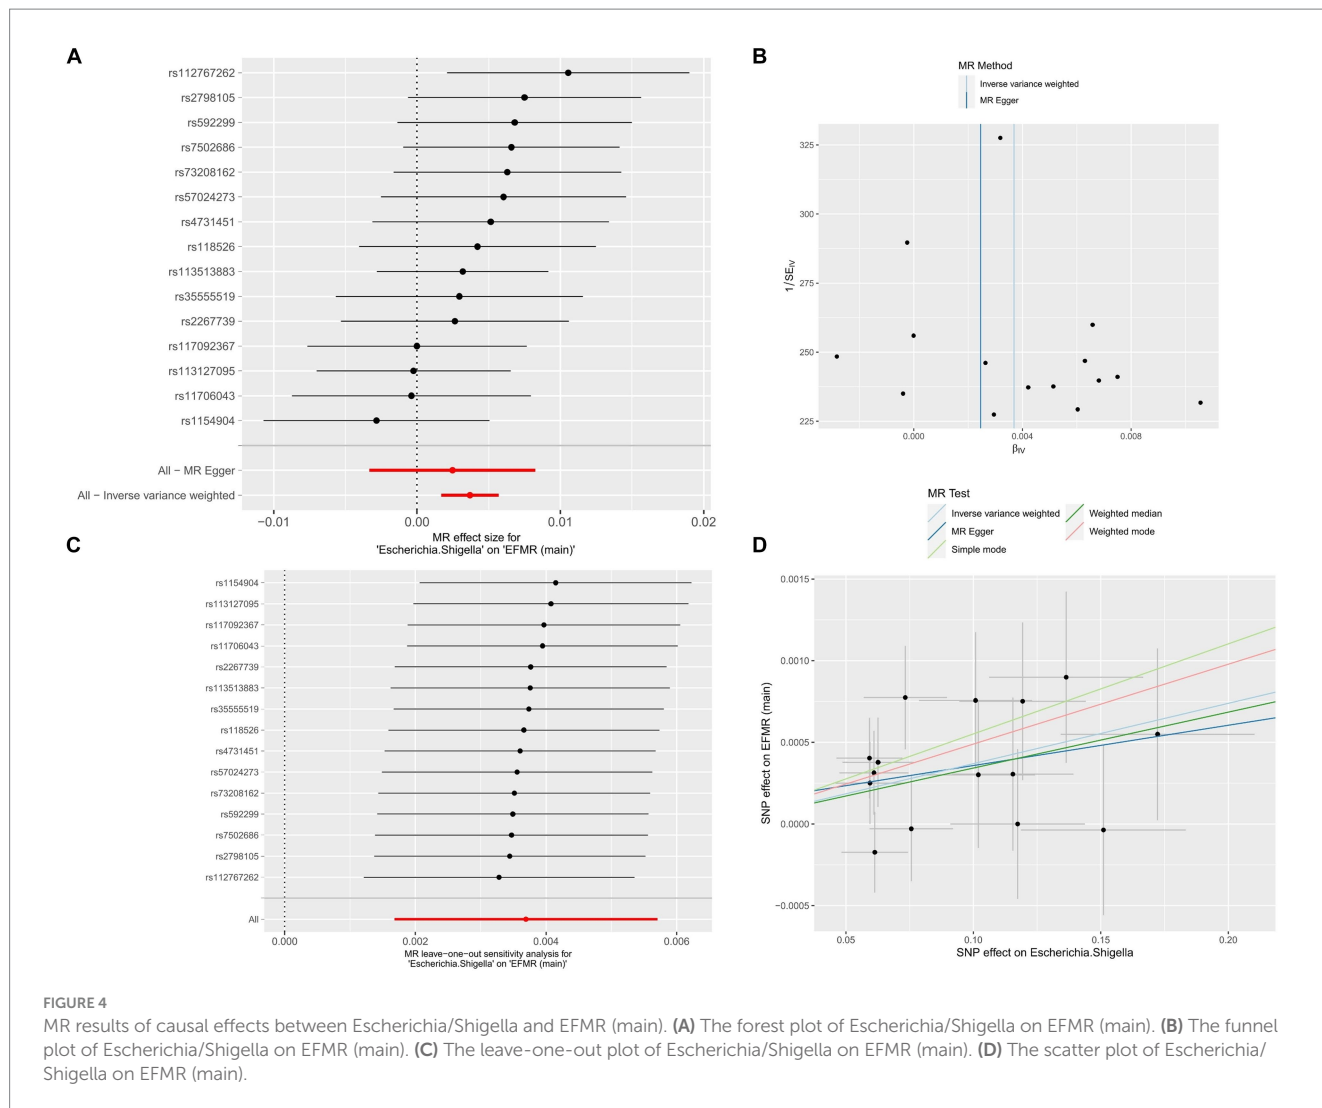 A
rs112767262
rs2798105
rs592299
rs7502686
rs73208162
rs57024273
rs4731451
rs118526
rs113513883
rs35555519
rs2267739
rs117092367
rs113127095
rs11706043
rs1154904
All − MR Egger
All − Inverse variance weighted
−0.01 0.00 0.01 0.02
MR effect size for
'Escherichia.Shigella' on 'EFMR (main)'
B
MR Method
Inverse variance weighted
MR Egger
325
300
275
250
225
1/SEIV
0.000 0.004 0.008
βIV
C
rs1154904
rs113127095
rs117092367
rs11706043
rs2267739
rs113513883
rs35555519
rs118526
rs4731451
rs57024273
rs73208162
rs592299
rs7502686
rs2798105
rs112767262
All
0.000 0.002 0.004 0.006
MR leave−one−out sensitivity analysis for
'Escherichia.Shigella' on 'EFMR (main)'
D
MR Test
Inverse variance weighted Weighted median
MR Egger Weighted mode
Simple mode
0.0015
0.0010
0.0005
0.0000
−0.0005
SNP effect on EFMR (main)
0.05 0.10 0.15 0.20
SNP effect on Escherichia.Shigella
FIGURE 4
MR results of causal effects between Escherichia/Shigella and EFMR (main). (A) The forest plot of Escherichia/Shigella on EFMR (main). (B) The funnel
plot of Escherichia/Shigella on EFMR (main). (C) The leave-one-out plot of Escherichia/Shigella on EFMR (main). (D) The scatter plot of Escherichia/
Shigella on EFMR (main).